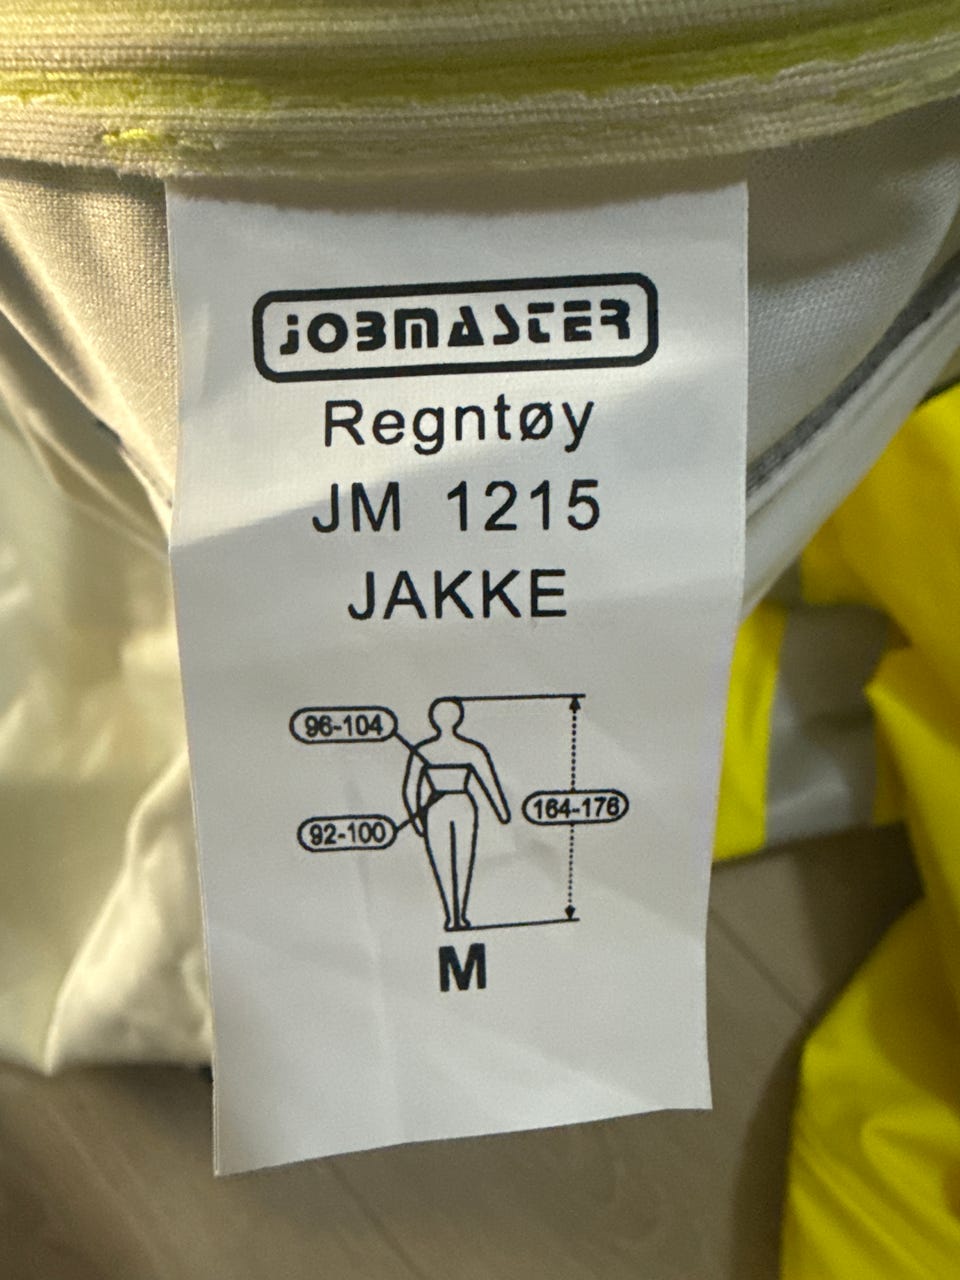 JOBMASTER
Regntøy
JM 1215
JAKKE
96-104
164-176
92-100
M